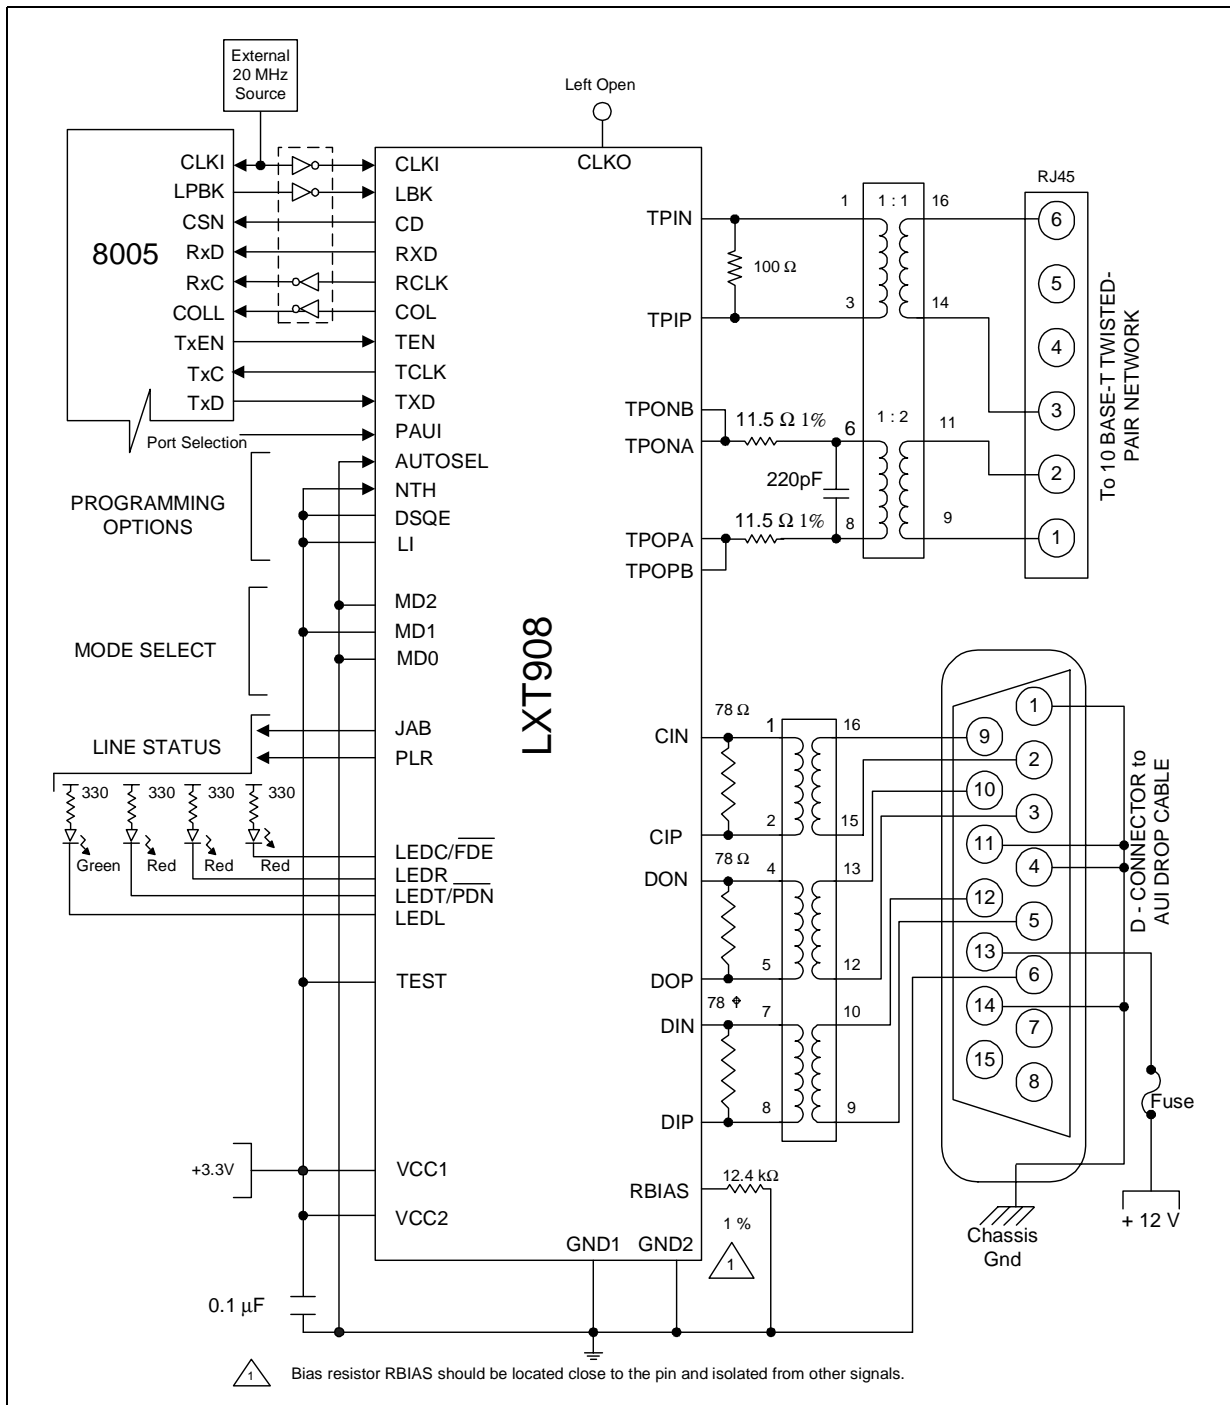 External
20 MHz
Source
Left Open
8005
CLKI
LPBK
CSN
RxD
RxC
COLL
TxEN
TxC
TxD
Port Selection
PROGRAMMING
OPTIONS
MODE SELECT
LINE STATUS
330
330
330
330
Green
Red
Red
Red
+3.3V
0.1 μF
LXT908
CLKO
CLKI
LBK
CD
RXD
RCLK
COL
TEN
TCLK
TXD
PAUI
AUTOSEL
NTH
DSQE
LI
MD2
MD1
MD0
JAB
PLR
LEDC/FDE
LEDR
LEDT/PDN
LEDL
TEST
VCC1
VCC2
GND1
GND2
TPIN
TPIP
TPONB
TPONA
TPOPA
TPOPB
CIN
CIP
DON
DOP
DIN
DIP
RBIAS
100 Ω
1
1 : 1
16
3
14
11.5 Ω 1%
6
1 : 2
11
220pF
11.5 Ω 1%
8
9
RJ45
6
5
4
3
2
1
To 10 BASE-T TWISTED-
PAIR NETWORK
78 Ω
1
16
2
15
78 Ω
4
13
5
12
78 ⌖
7
10
8
9
12.4 kΩ
1 %
1
1
9
2
10
3
11
4
12
5
13
6
14
7
15
8
D - CONNECTOR to
AUI DROP CABLE
Fuse
+ 12 V
Chassis
Gnd
1
Bias resistor RBIAS should be located close to the pin and isolated from other signals.